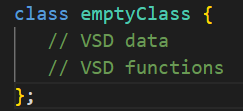 class emptyClass {
// VSD data
// VSD functions
};